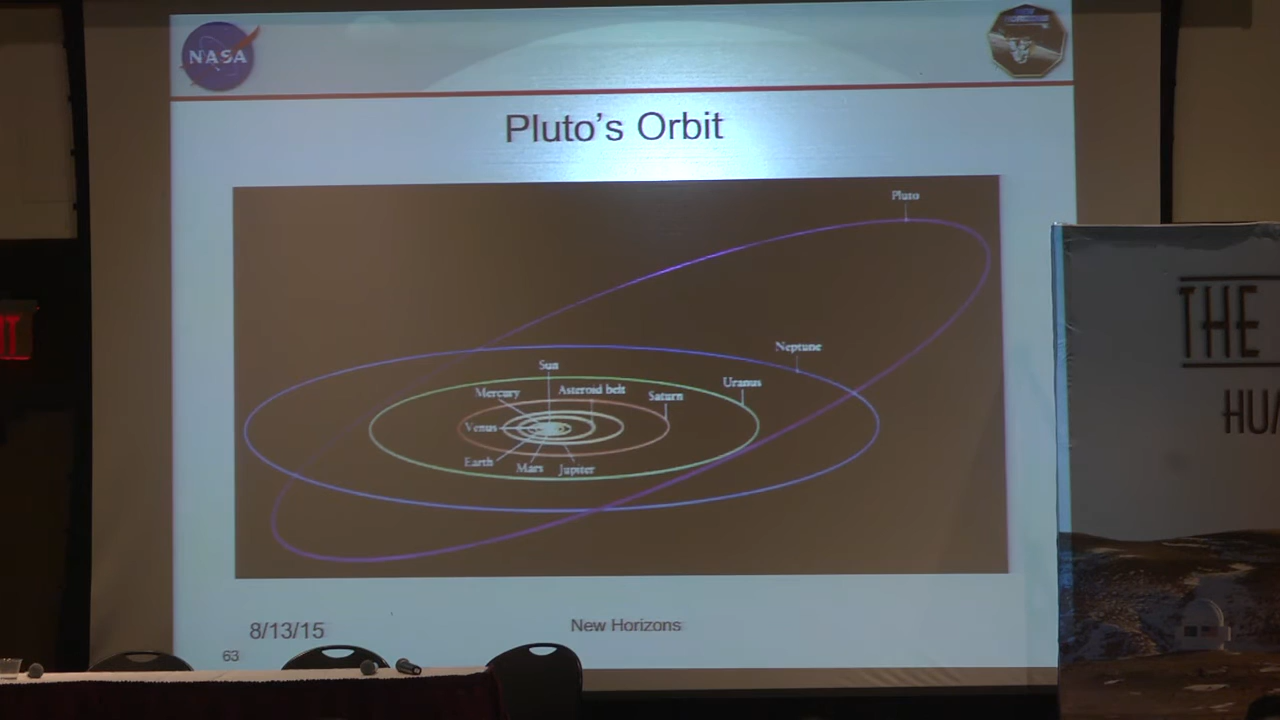 NASA
Pluto's Orbit
Pluto
Neptune
Sun
Uranus
Mercury
Asteroid belt
Saturn
Venus
Earth
Mars
Jupiter
8/13/15
New Horizons
63
THE